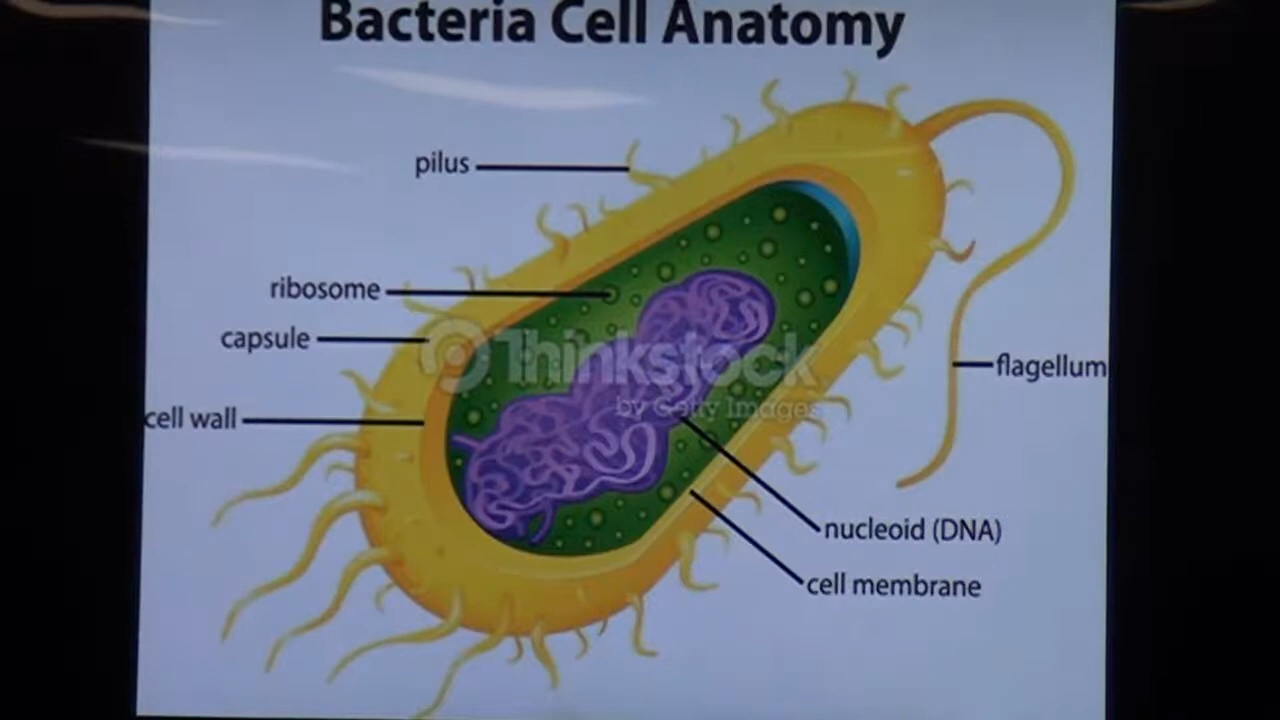 Bacteria Cell Anatomy
pilus
ribosome
capsule
Thinkstock
by Getty Images
flagellum
cell wall
nucleoid (DNA)
cell membrane